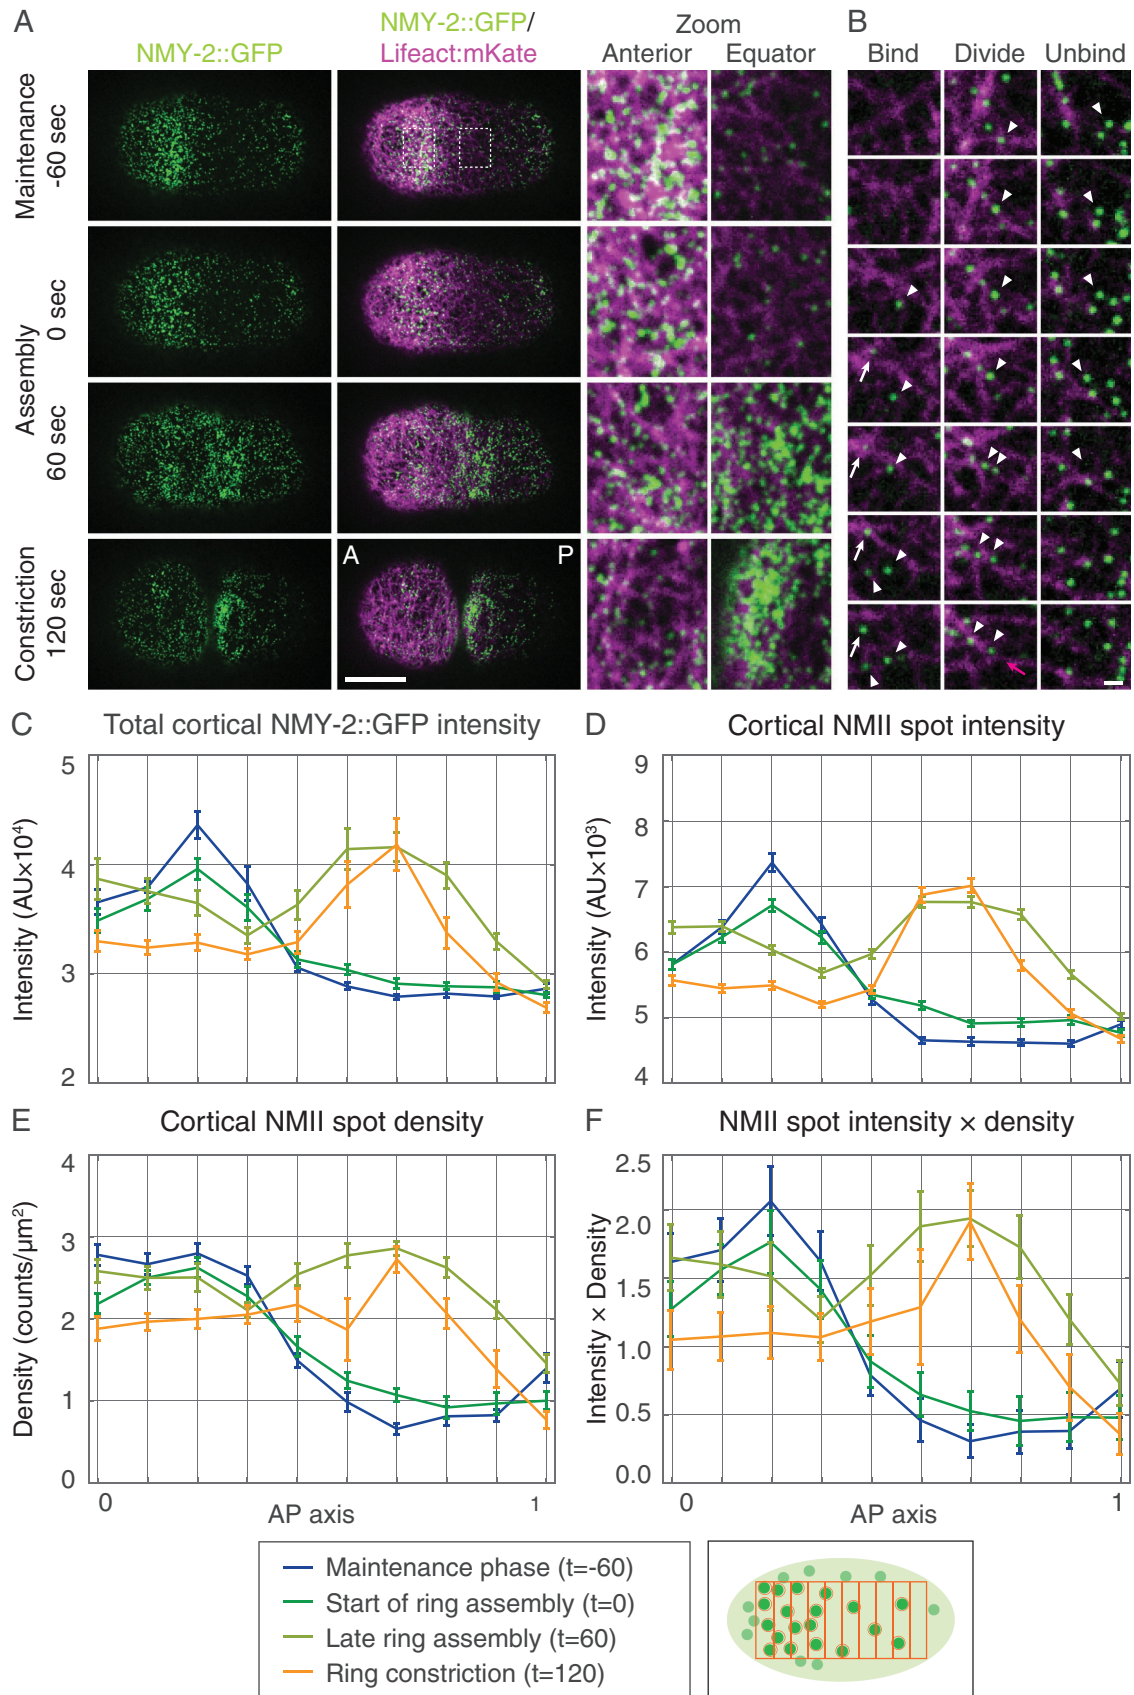 A
NMY-2::GFP
NMY-2::GFP/
Lifeact:mKate
Zoom
Anterior Equator
B
Bind Divide Unbind
Maintenance
-60 sec
Assembly
0 sec
60 sec
Constriction
120 sec
A P
C Total cortical NMY-2::GFP intensity
Intensity (AU×10⁴)
5
4
3
2
D Cortical NMII spot intensity
Intensity (AU×10³)
9
8
7
6
5
4
E Cortical NMII spot density
Density (counts/µm²)
4
3
2
1
0
0 1
AP axis
F NMII spot intensity × density
Intensity × Density
2.5
2.0
1.5
1.0
0.5
0.0
0 1
AP axis
Maintenance phase (t=-60)
Start of ring assembly (t=0)
Late ring assembly (t=60)
Ring constriction (t=120)